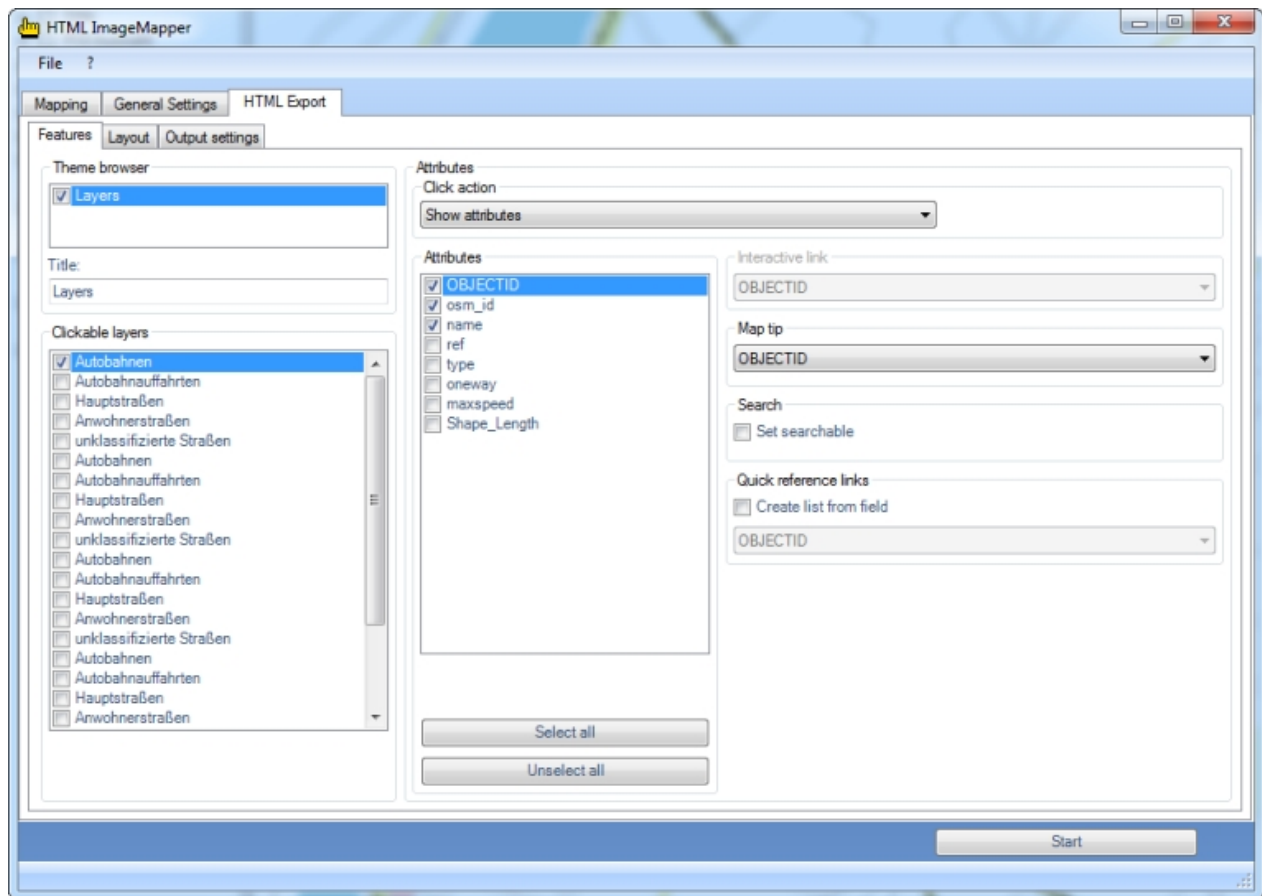 HTML ImageMapper
File ?
Mapping General Settings HTML Export
Features Layout Output settings
Theme browser
Layers
Title:
Layers
Clickable layers
Autobahnen
Autobahnauffahrten
Hauptstraßen
Anwohnerstraßen
unklassifizierte Straßen
Autobahnen
Autobahnauffahrten
Hauptstraßen
Anwohnerstraßen
unklassifizierte Straßen
Autobahnen
Autobahnauffahrten
Hauptstraßen
Anwohnerstraßen
unklassifizierte Straßen
Autobahnen
Autobahnauffahrten
Hauptstraßen
Anwohnerstraßen
Attributes
Click action
Show attributes
Attributes
OBJECTID
osm_id
name
ref
type
oneway
maxspeed
Shape_Length
Select all
Unselect all
Interactive link
OBJECTID
Map tip
OBJECTID
Search
Set searchable
Quick reference links
Create list from field
OBJECTID
Start